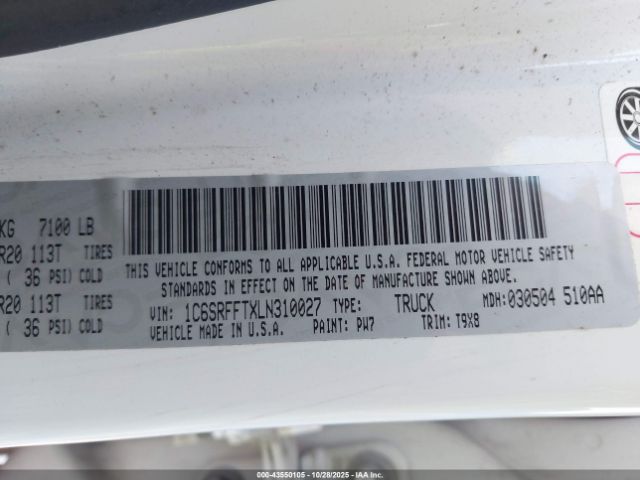 KG 7100 LB
R20 113T TIRES
( 36 PSI) COLD
R20 113T TIRES
( 36 PSI) COLD
THIS VEHICLE CONFORMS TO ALL APPLICABLE U.S.A. FEDERAL MOTOR VEHICLE SAFETY
STANDARDS IN EFFECT ON THE DATE OF MANUFACTURE SHOWN ABOVE.
VIN: 1C6SRFFTXLN310027 TYPE: TRUCK MDH: 030504 510AA
VEHICLE MADE IN U.S.A. PAINT: PW7 TRIM: T9X8
000-43550105 | 10/28/2025 | IAAI.COM